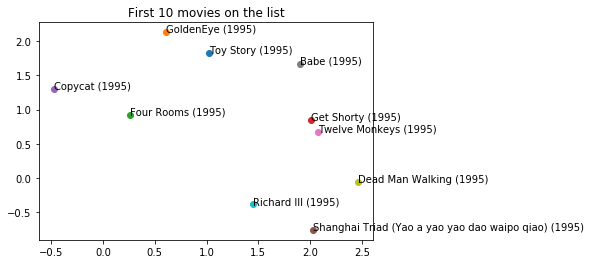 First 10 movies on the list
GoldenEye (1995)
Toy Story (1995)
Babe (1995)
Copycat (1995)
Four Rooms (1995)
Get Shorty (1995)
Twelve Monkeys (1995)
Dead Man Walking (1995)
Richard III (1995)
Shanghai Triad (Yao a yao yao dao waipo qiao) (1995)
2.0
1.5
1.0
0.5
0.0
−0.5
−0.5 0.0 0.5 1.0 1.5 2.0 2.5